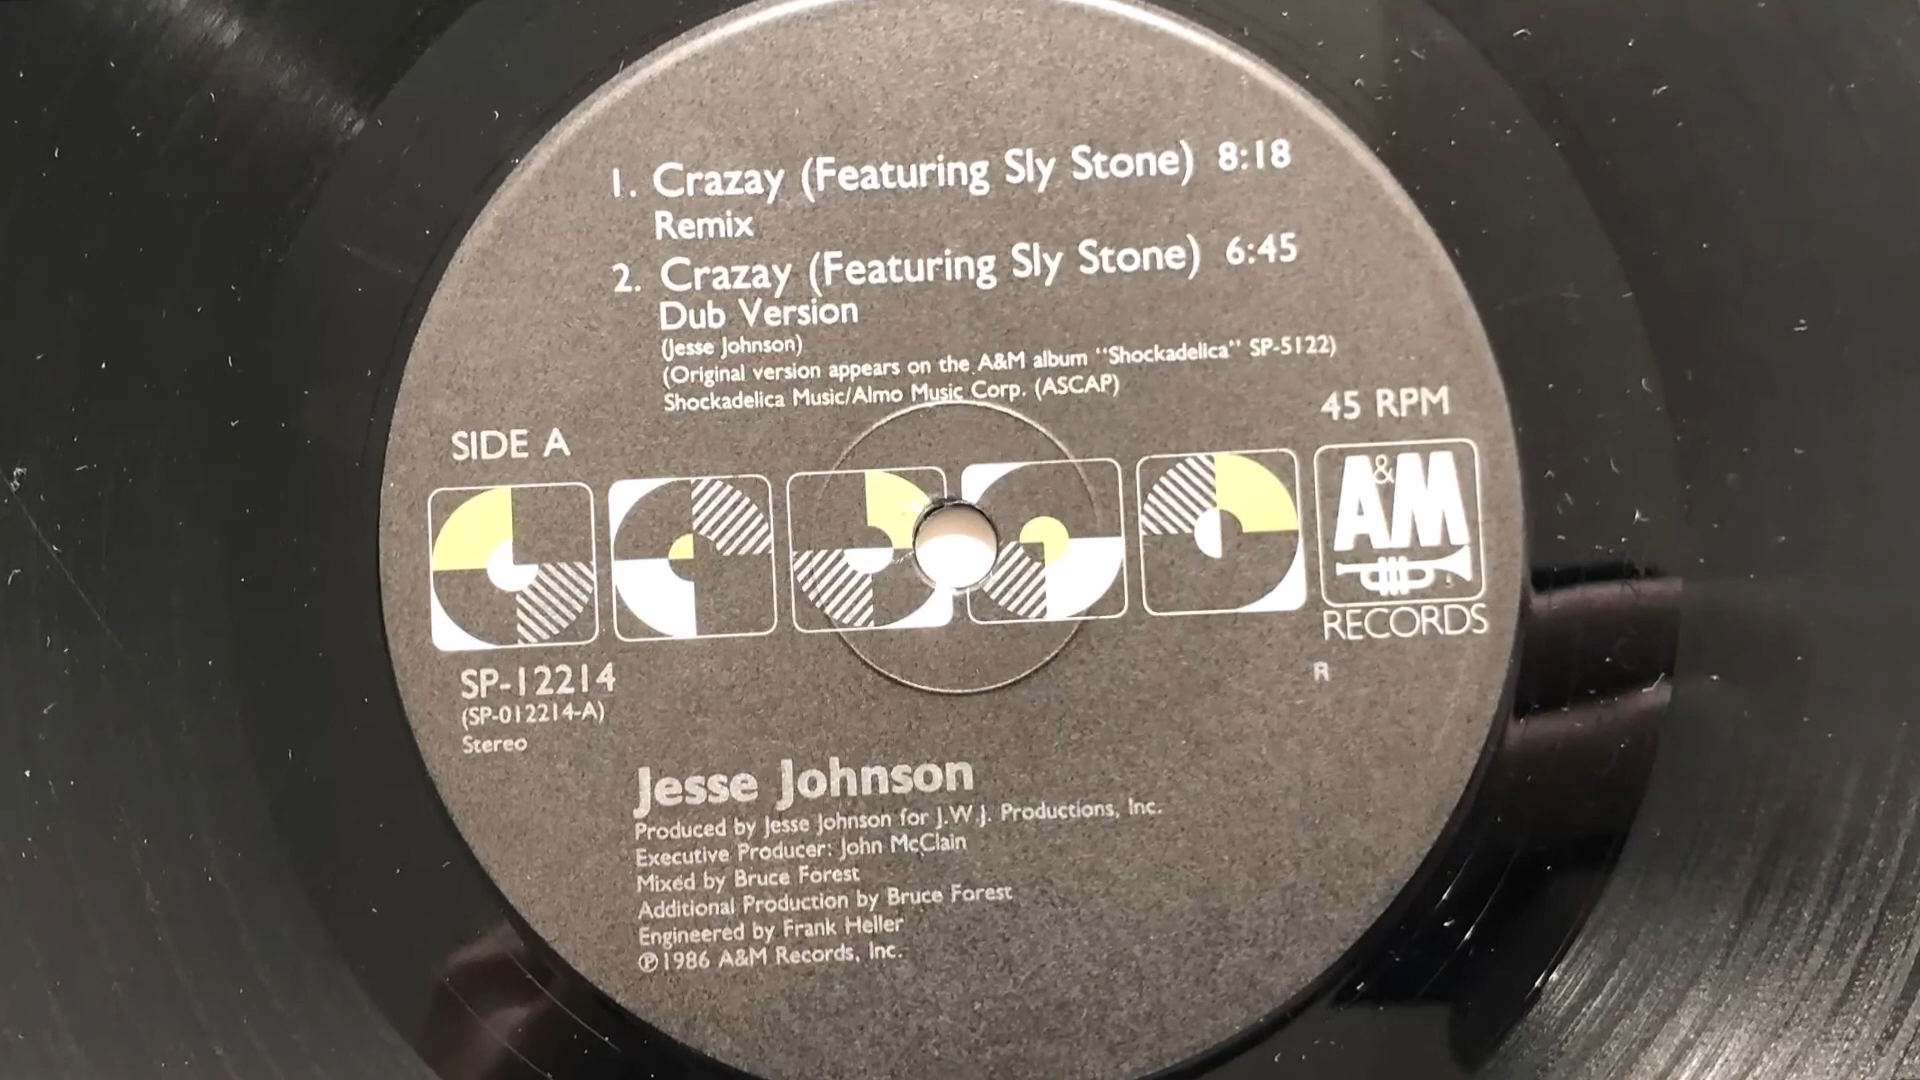 1. Crazay (Featuring Sly Stone) 8:18
Remix
2. Crazay (Featuring Sly Stone) 6:45
Dub Version
(Jesse Johnson)
(Original version appears on the A&M album "Shockadelica" SP-5122)
Shockadelica Music/Almo Music Corp. (ASCAP)
SIDE A
45 RPM
A&M
RECORDS
SP-12214
(SP-012214-A)
Stereo
R
Jesse Johnson
Produced by Jesse Johnson for J.W.J. Productions, Inc.
Executive Producer: John McClain
Mixed by Bruce Forest
Additional Production by Bruce Forest
Engineered by Frank Heller
℗1986 A&M Records, Inc.